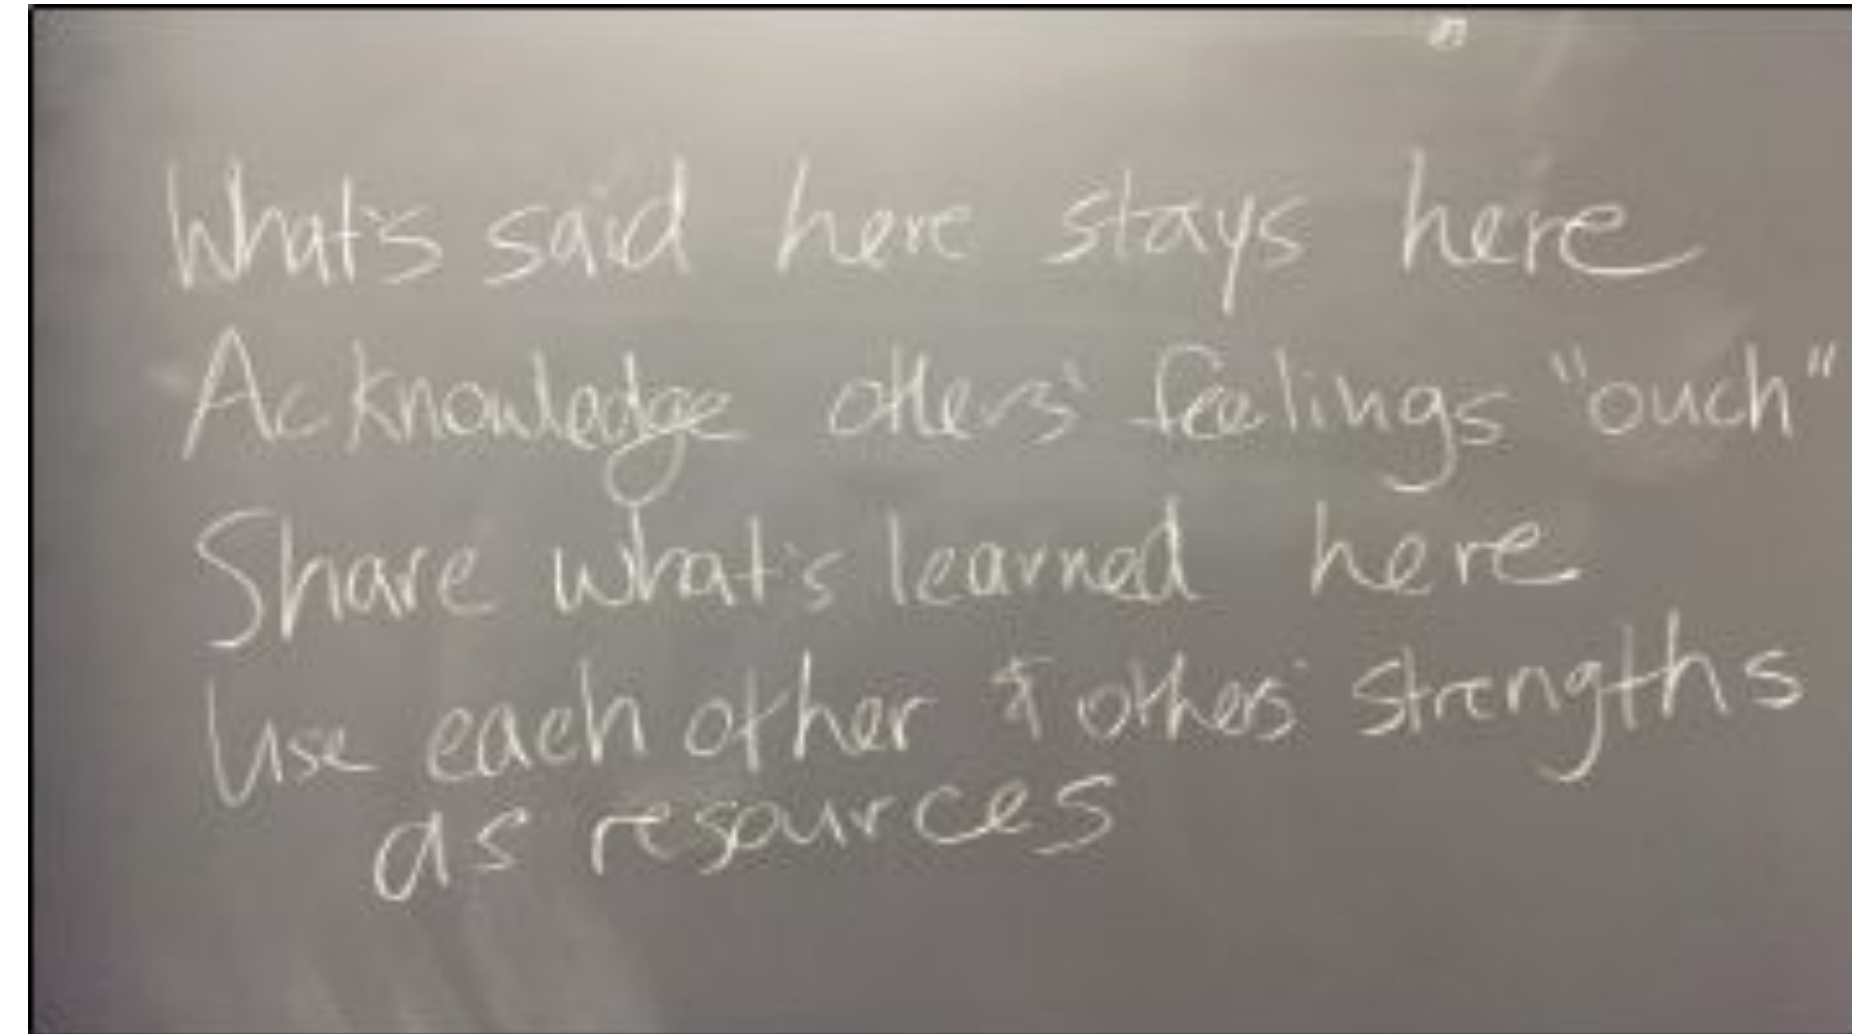 What's said here stays here
Acknowledge others' feelings "ouch"
Share what's learned here
Use each other & others' strengths
as resources